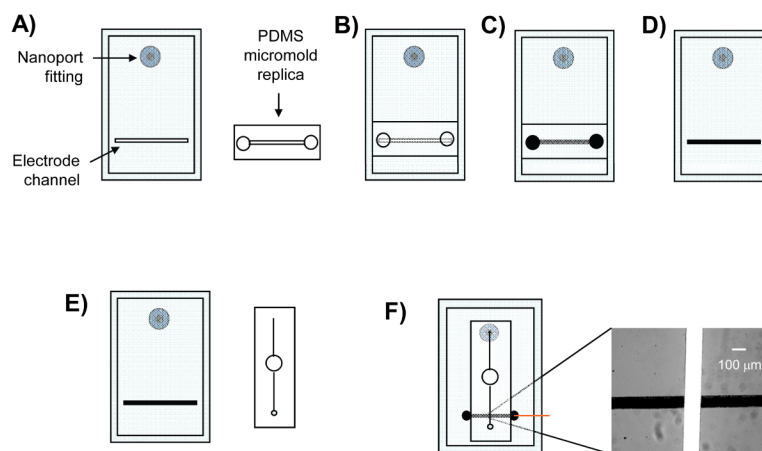 A)
Nanoport
fitting
Electrode
channel
PDMS
micromold
replica
B)
C)
D)
E)
F)
100 µm